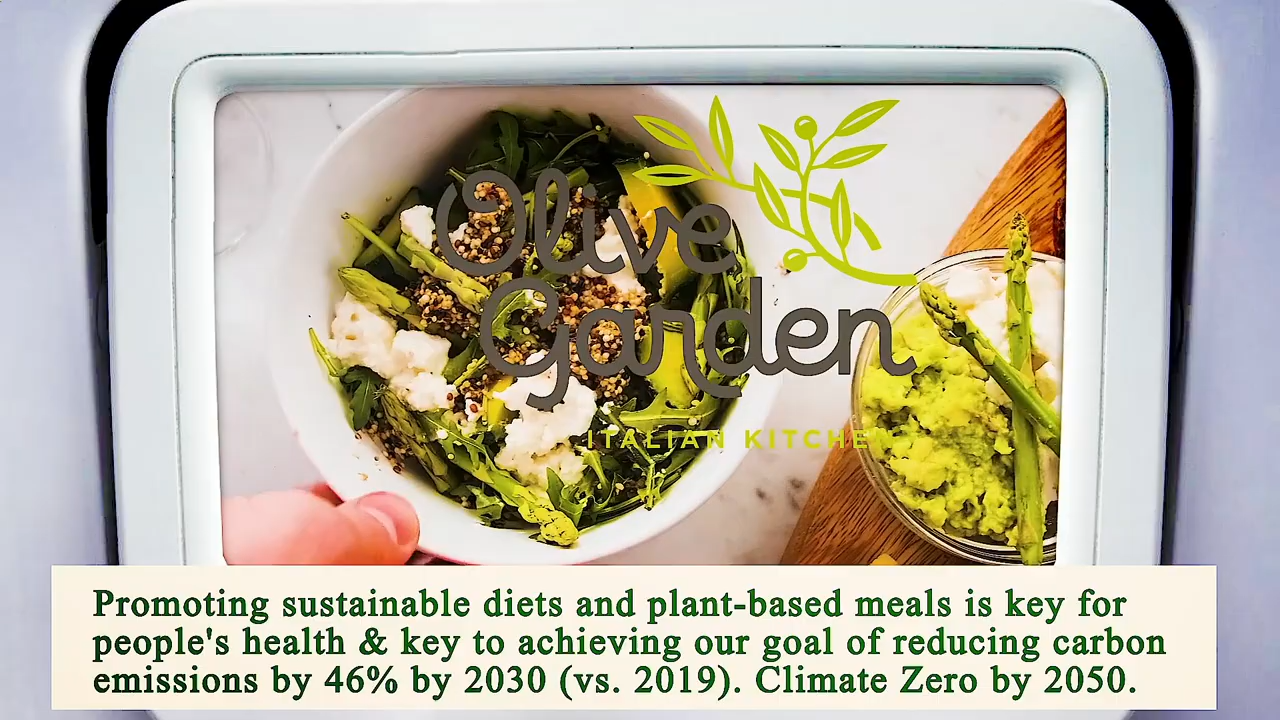 Olive
Garden
ITALIAN KITCHEN
Promoting sustainable diets and plant-based meals is key for
people's health & key to achieving our goal of reducing carbon
emissions by 46% by 2030 (vs. 2019). Climate Zero by 2050.